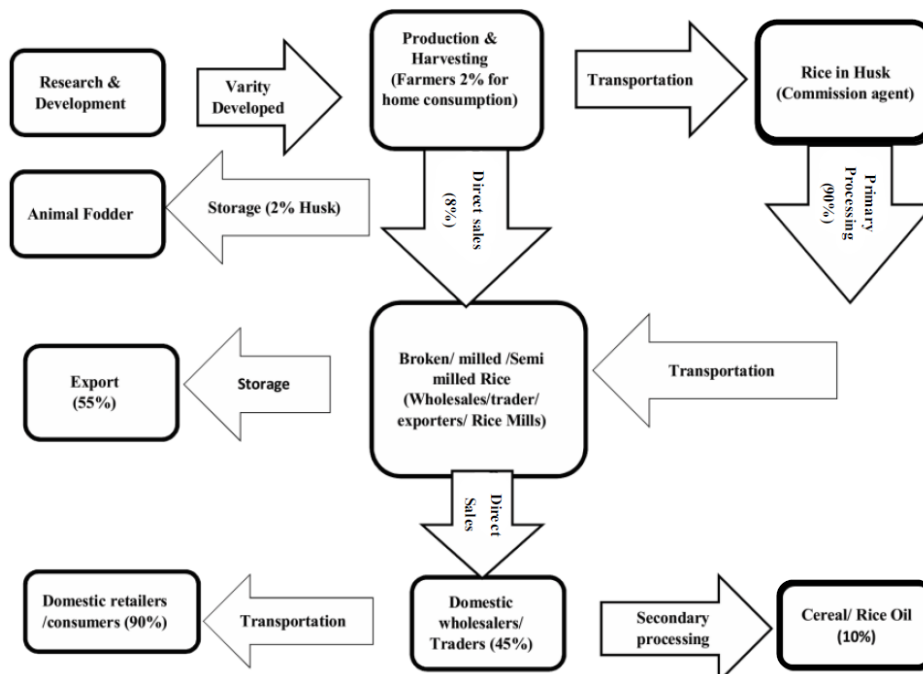 Research &
Development
Varity
Developed
Production &
Harvesting
(Farmers 2% for
home consumption)
Transportation
Rice in Husk
(Commission agent)
Animal Fodder
Storage (2% Husk)
Direct sales
(8%)
Primary
Processing
(90%)
Export
(55%)
Storage
Broken/ milled /Semi
milled Rice
(Wholesales/trader/
exporters/ Rice Mills)
Transportation
Direct
Sales
Domestic retailers
/consumers (90%)
Transportation
Domestic
wholesalers/
Traders (45%)
Secondary
processing
Cereal/ Rice Oil
(10%)